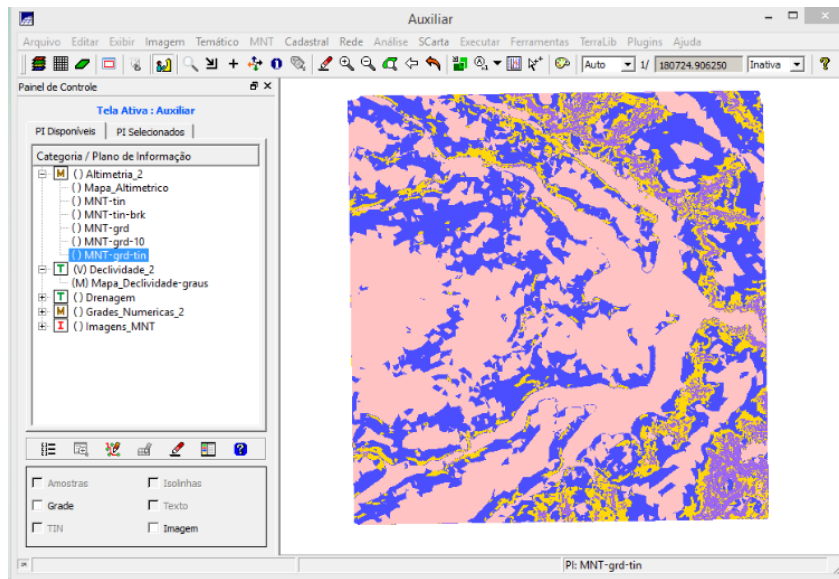 Auxiliar
Arquivo Editar Exibir Imagem Temático MNT Cadastral Rede Análise SCarta Executar Ferramentas TerraLib Plugins Ajuda
Auto 1/ 180724.906250 Inativa
Painel de Controle
Tela Ativa : Auxiliar
PI Disponíveis PI Selecionados
Categoria / Plano de Informação
M () Altimetria_2
() Mapa_Altimetrico
() MNT-tin
() MNT-tin-brk
() MNT-grd
() MNT-grd-10
() MNT-grd-tin
T (V) Declividade_2
(M) Mapa_Declividade-graus
T () Drenagem
M () Grades_Numericas_2
I () Imagens_MNT
Amostras Isolinhas
Grade Texto
TIN Imagem
PI: MNT-grd-tin